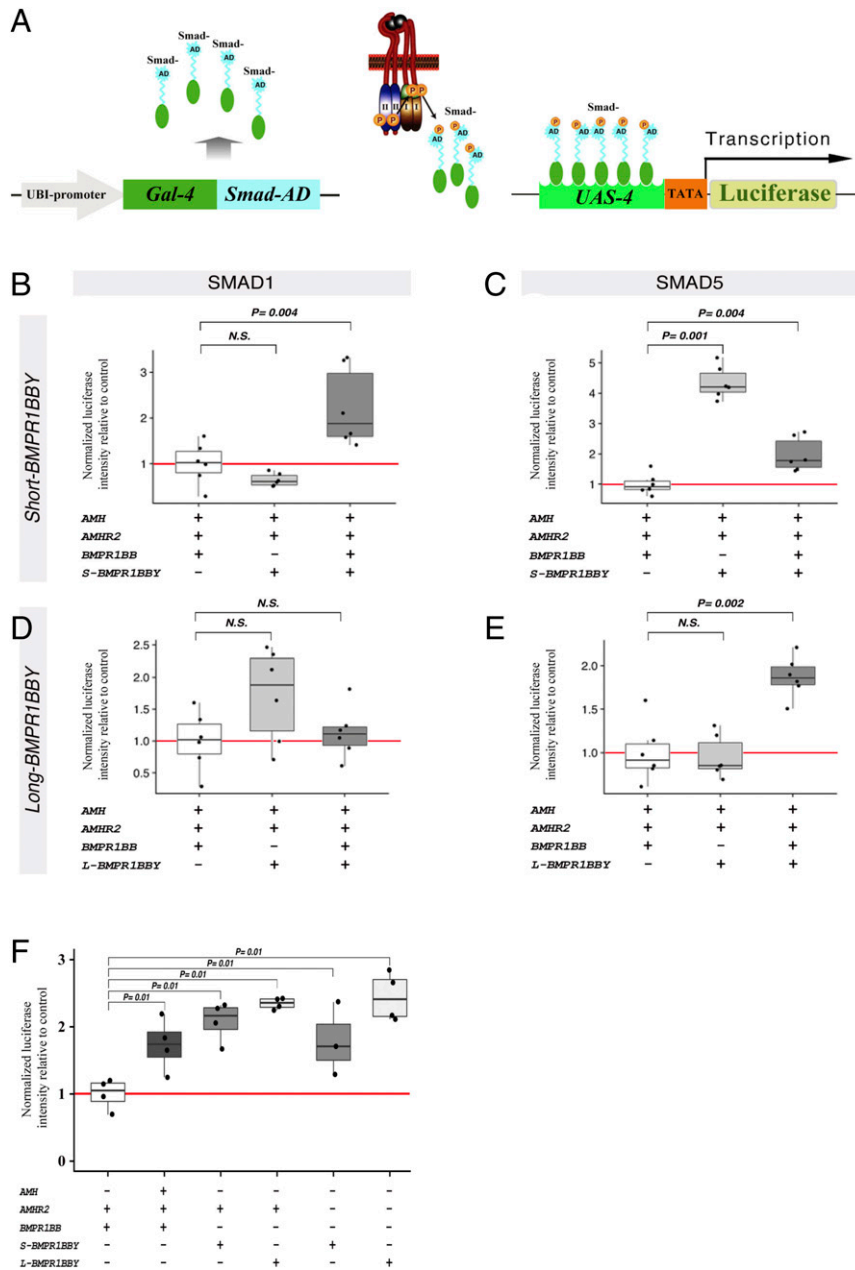 A
Smad-
Smad-
Smad-
Smad-
AD
AD
AD
AD
UBI-promoter
Gal-4
Smad-AD
II
II
I
I
P
P
P
P
Smad-
P
P
P
AD
AD
AD
Smad-
P
P
P
P
P
AD
AD
AD
AD
AD
UAS-4
TATA
Transcription
Luciferase
SMAD1
SMAD5
Short-BMPR1BBY
B
P= 0.004
N.S.
Normalized luciferase
intensity relative to control
3
2
1
AMH + + +
AMHR2 + + +
BMPR1BB + − +
S-BMPR1BBY − + +
C
P= 0.004
P= 0.001
Normalized luciferase
intensity relative to control
5
4
3
2
1
AMH + + +
AMHR2 + + +
BMPR1BB + − +
S-BMPR1BBY − + +
Long-BMPR1BBY
D
N.S.
N.S.
Normalized luciferase
intensity relative to control
2.5
2.0
1.5
1.0
0.5
AMH + + +
AMHR2 + + +
BMPR1BB + − +
L-BMPR1BBY − + +
E
P= 0.002
N.S.
Normalized luciferase
intensity relative to control
2.0
1.0
AMH + + +
AMHR2 + + +
BMPR1BB + − +
L-BMPR1BBY − + +
F
P= 0.01
P= 0.01
P= 0.01
P= 0.01
P= 0.01
Normalized luciferase
intensity relative to control
3
2
1
0
AMH − + − − − −
AMHR2 + + + + − −
BMPR1BB + + − − − −
S-BMPR1BBY − − + − + −
L-BMPR1BBY − − − + − +